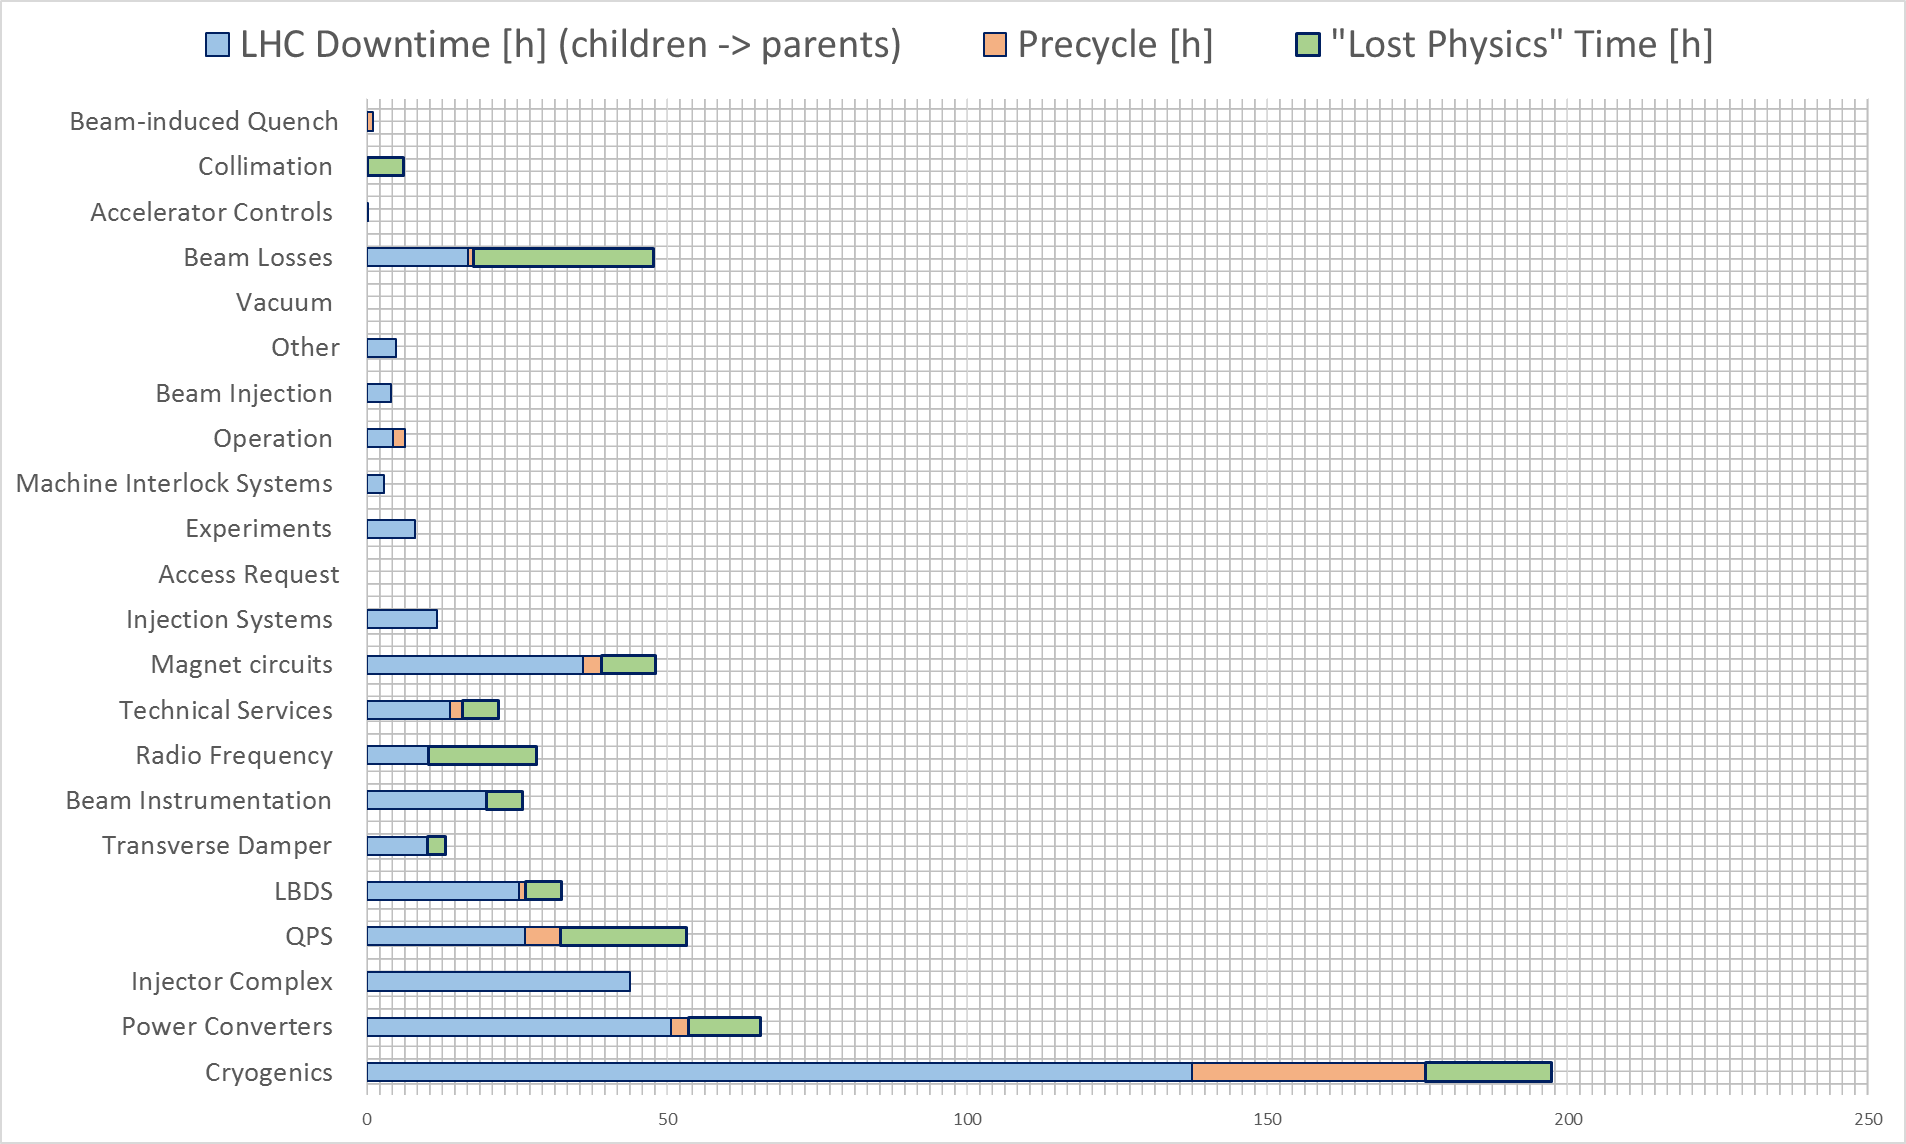 LHC Downtime [h] (children -> parents) Precycle [h] "Lost Physics" Time [h]
Beam-induced Quench
Collimation
Accelerator Controls
Beam Losses
Vacuum
Other
Beam Injection
Operation
Machine Interlock Systems
Experiments
Access Request
Injection Systems
Magnet circuits
Technical Services
Radio Frequency
Beam Instrumentation
Transverse Damper
LBDS
QPS
Injector Complex
Power Converters
Cryogenics
0 50 100 150 200 250